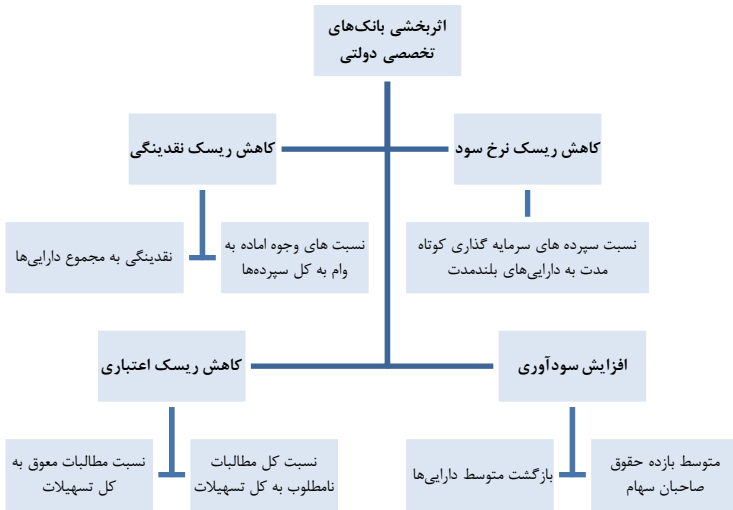 اثربخشی بانک‌های
تخصصی دولتی
کاهش ریسک نرخ سود
کاهش ریسک نقدینگی
نسبت سپرده های سرمایه گذاری کوتاه
مدت به دارایی‌های بلندمدت
نسبت های وجوه اماده به
وام به کل سپرده‌ها
نقدینگی به مجموع دارایی‌ها
افزایش سودآوری
کاهش ریسک اعتباری
متوسط بازده حقوق
صاحبان سهام
بازگشت متوسط دارایی‌ها
نسبت کل مطالبات
نامطلوب به کل تسهیلات
نسبت مطالبات معوق به
کل تسهیلات